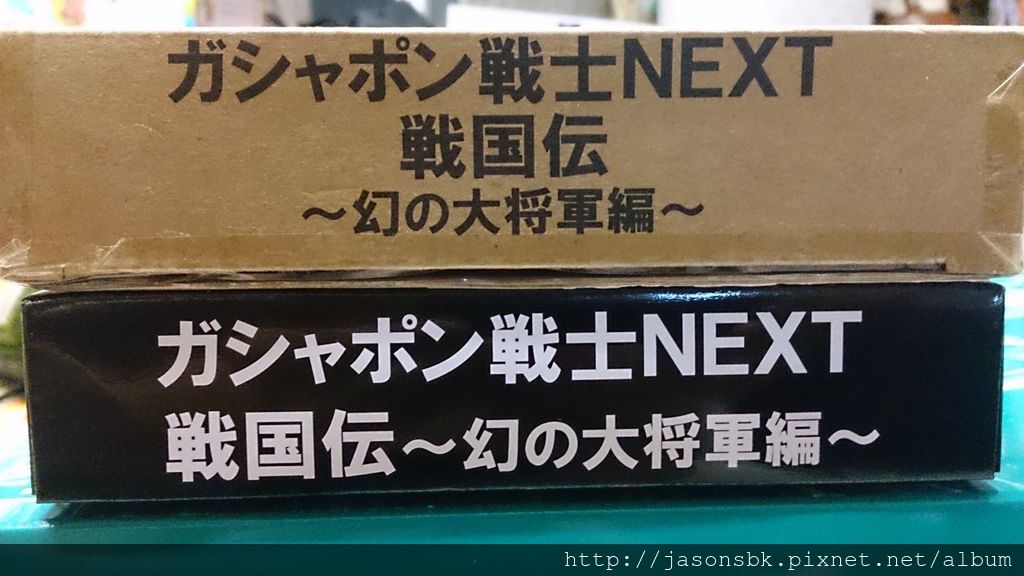 ガシャポン戦士NEXT
戦国伝
～幻の大将軍編～
ガシャポン戦士NEXT
戦国伝～幻の大将軍編～
http://jasonsbk.pixnet.net/album